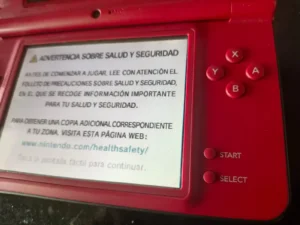 ⚠ ADVERTENCIA SOBRE SALUD Y SEGURIDAD
ANTES DE COMENZAR A JUGAR, LEE CON ATENCIÓN EL
FOLLETO DE PRECAUCIONES SOBRE SALUD Y SEGURIDAD,
EN EL QUE SE RECOGE INFORMACIÓN IMPORTANTE
PARA TU SALUD Y SEGURIDAD.
PARA OBTENER UNA COPIA ADICIONAL CORRESPONDIENTE
A TU ZONA, VISITA ESTA PÁGINA WEB:
www.nintendo.com/healthsafety/
Toca la pantalla táctil para continuar.
X
Y A
B
START
SELECT